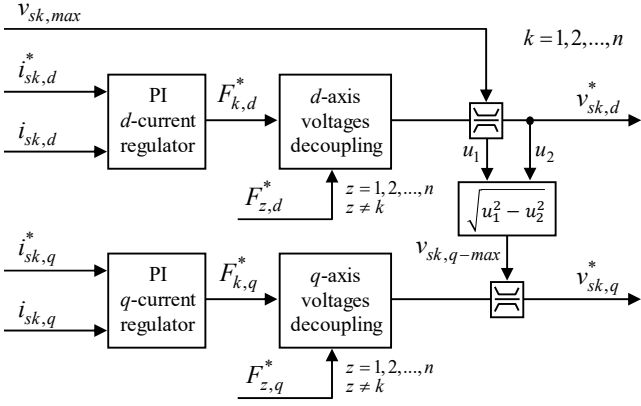 v_{sk,max}
k = 1,2,...,n
i^*_{sk,d}
i_{sk,d}
PI
d-current
regulator
F^*_{k,d}
d-axis
voltages
decoupling
v^*_{sk,d}
u_1
u_2
F^*_{z,d}
z = 1,2,...,n
z ≠ k
\sqrt{u_1^2 − u_2^2}
v_{sk,q−max}
i^*_{sk,q}
i_{sk,q}
PI
q-current
regulator
F^*_{k,q}
q-axis
voltages
decoupling
v^*_{sk,q}
F^*_{z,q}
z = 1,2,...,n
z ≠ k